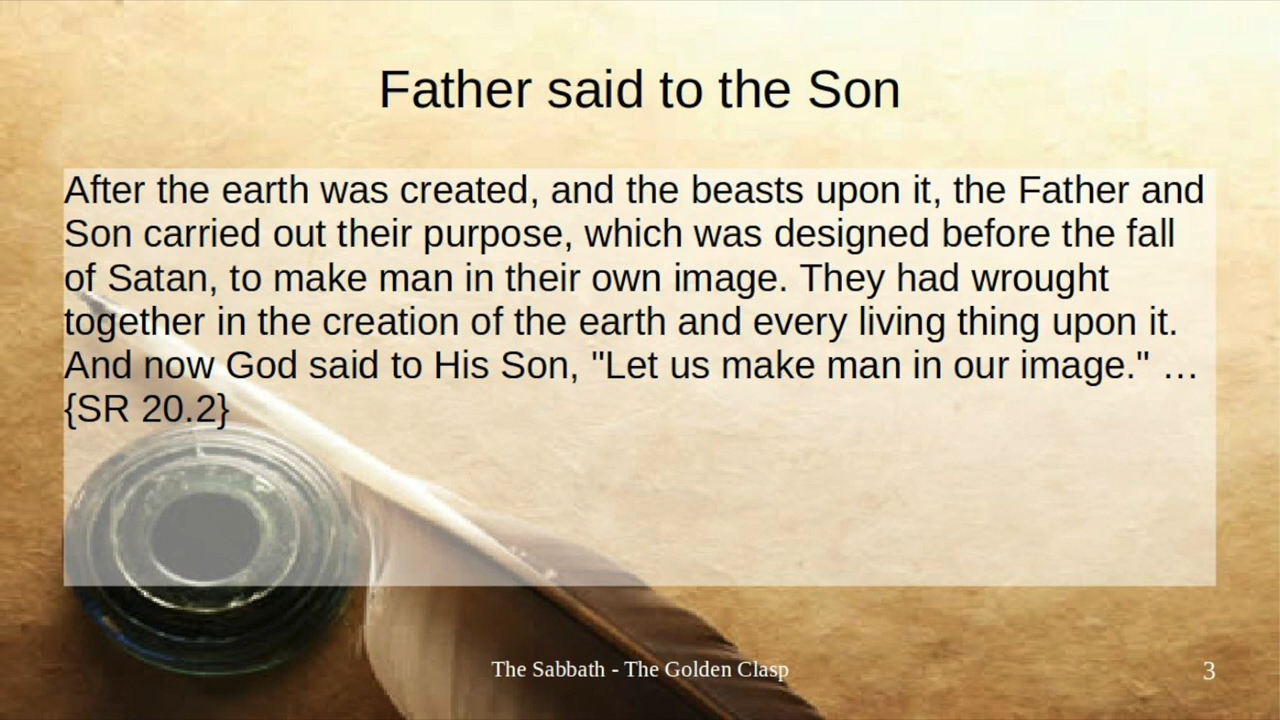 Father said to the Son
After the earth was created, and the beasts upon it, the Father and
Son carried out their purpose, which was designed before the fall
of Satan, to make man in their own image. They had wrought
together in the creation of the earth and every living thing upon it.
And now God said to His Son, "Let us make man in our image." …
{SR 20.2}
The Sabbath - The Golden Clasp
3